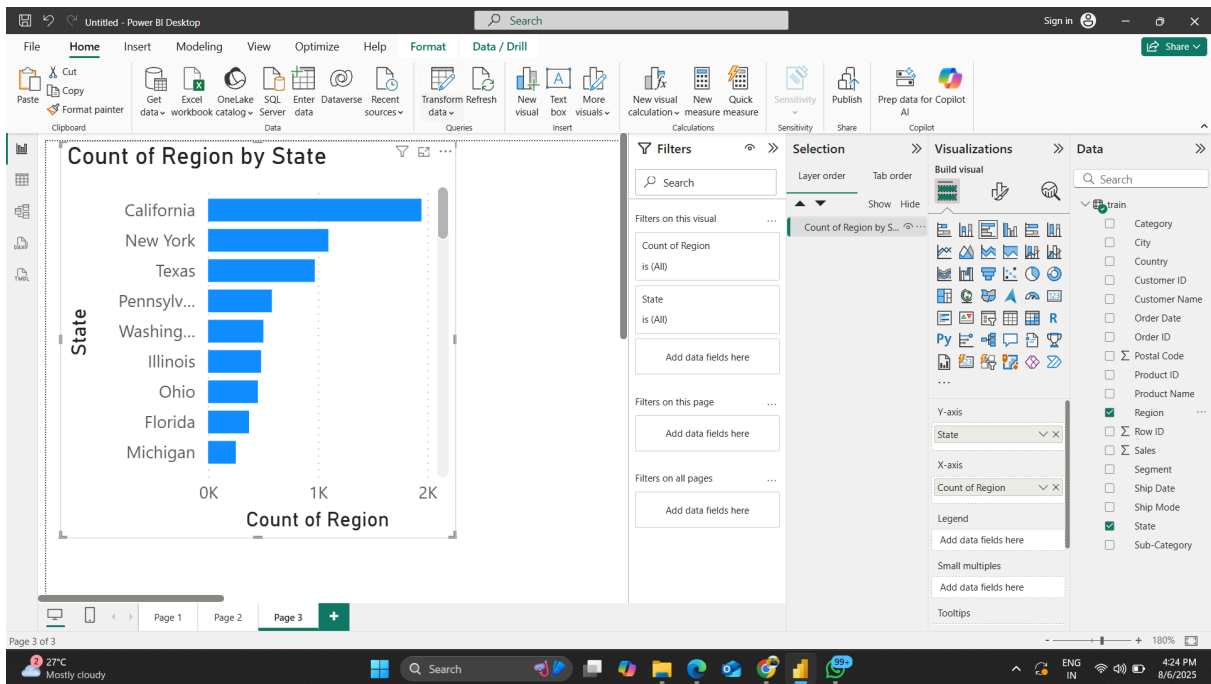 Untitled - Power BI Desktop
Search
Sign in
File Home Insert Modeling View Optimize Help Format Data / Drill
Share
Paste
Cut
Copy
Format painter
Get data
Excel workbook
OneLake catalog
SQL Server
Enter data
Dataverse
Recent sources
Transform data
Refresh
New visual
Text box
More visuals
New visual calculation
New measure
Quick measure
Sensitivity
Publish
Prep data for AI
Copilot
Clipboard
Data
Queries
Insert
Calculations
Sensitivity
Share
Copilot
Count of Region by State
State
California
New York
Texas
Pennsylv...
Washing...
Illinois
Ohio
Florida
Michigan
0K 1K 2K
Count of Region
Filters
Search
Filters on this visual
Count of Region
is (All)
State
is (All)
Add data fields here
Filters on this page
Add data fields here
Filters on all pages
Add data fields here
Selection
Layer order Tab order
Show Hide
Count of Region by S...
Visualizations
Build visual
123
R
Py
123
Y-axis
State
X-axis
Count of Region
Legend
Add data fields here
Small multiples
Add data fields here
Tooltips
Data
Search
train
Category
City
Country
Customer ID
Customer Name
Order Date
Order ID
Postal Code
Product ID
Product Name
Region
Row ID
Sales
Segment
Ship Date
Ship Mode
State
Sub-Category
DAX
TMDL
Page 1 Page 2 Page 3
Page 3 of 3
180%
2
27°C
Mostly cloudy
Search
99+
ENG
IN
4:24 PM
8/6/2025